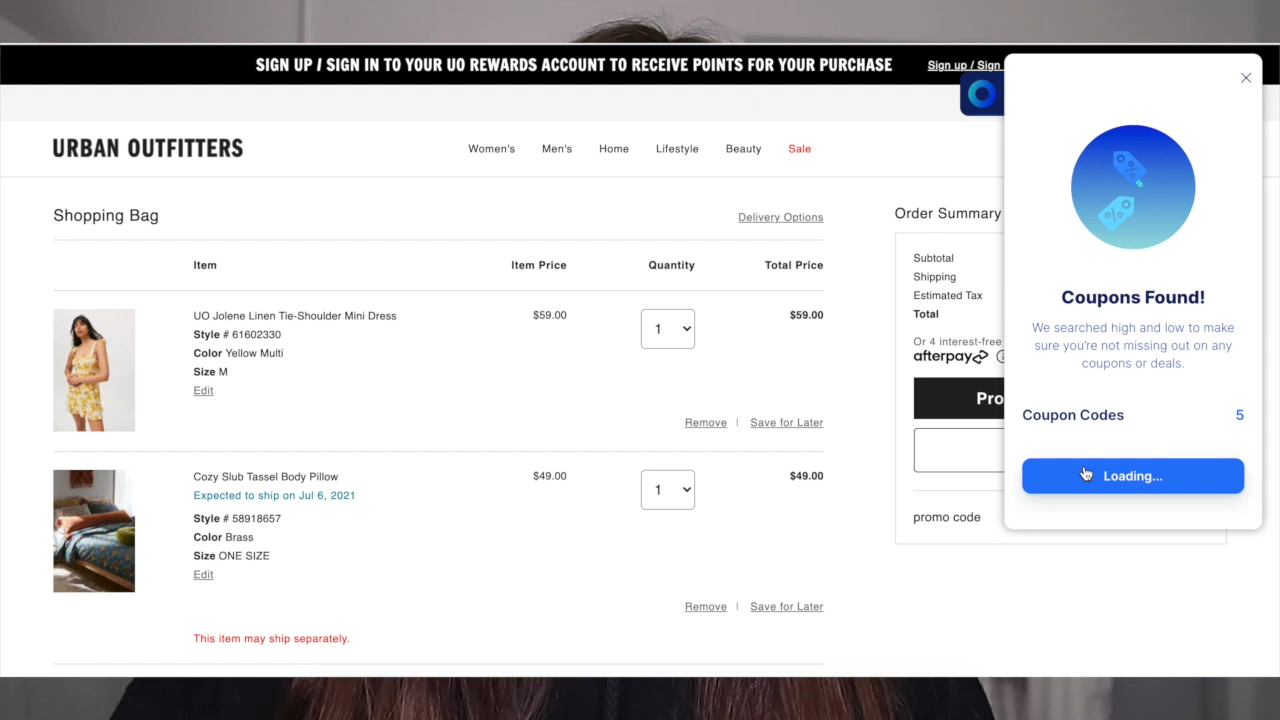 SIGN UP / SIGN IN TO YOUR UO REWARDS ACCOUNT TO RECEIVE POINTS FOR YOUR PURCHASE
Sign up / Sign
URBAN OUTFITTERS
Women's Men's Home Lifestyle Beauty Sale
Shopping Bag
Delivery Options
Item Item Price Quantity Total Price
UO Jolene Linen Tie-Shoulder Mini Dress $59.00 1 $59.00
Style # 61602330
Color Yellow Multi
Size M
Edit
Remove | Save for Later
Cozy Slub Tassel Body Pillow $49.00 1 $49.00
Expected to ship on Jul 6, 2021
Style # 58918657
Color Brass
Size ONE SIZE
Edit
Remove | Save for Later
This item may ship separately.
Order Summary
Subtotal
Shipping
Estimated Tax
Total
Or 4 interest-free
afterpay
Pro
promo code
Coupons Found!
We searched high and low to make
sure you're not missing out on any
coupons or deals.
Coupon Codes 5
Loading...